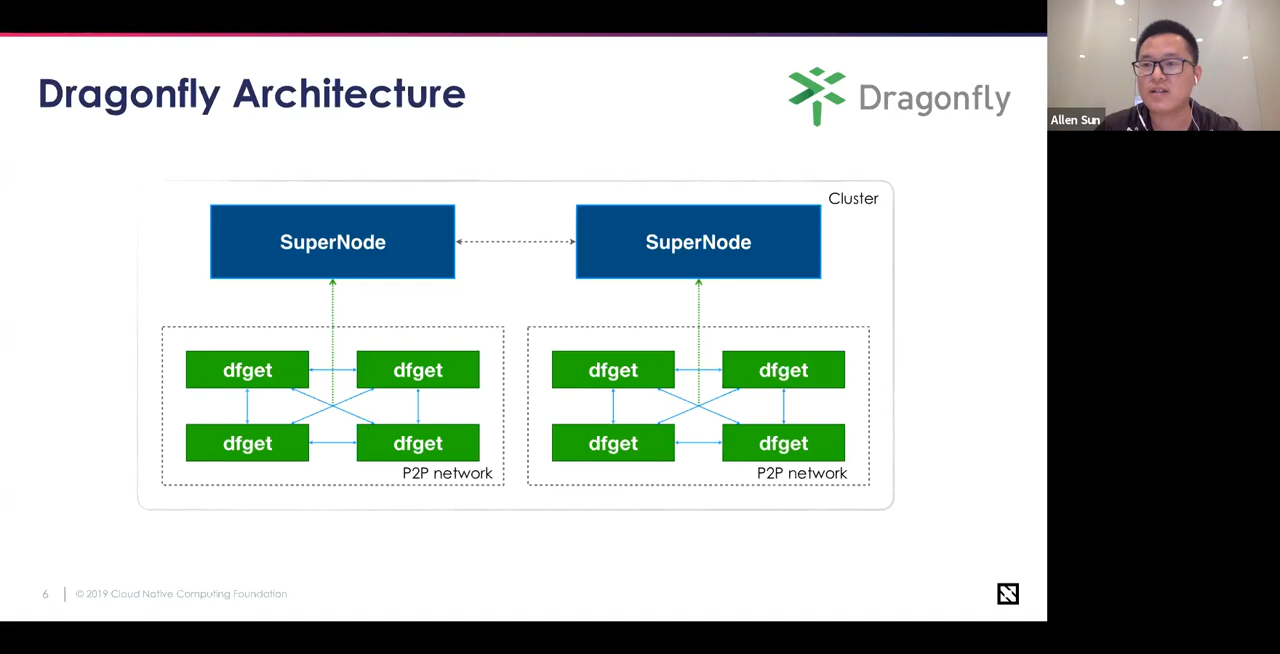 Dragonfly Architecture
Dragonfly
Allen Sun
Cluster
SuperNode
SuperNode
dfget
dfget
dfget
dfget
dfget
dfget
dfget
dfget
P2P network
P2P network
6
© 2019 Cloud Native Computing Foundation